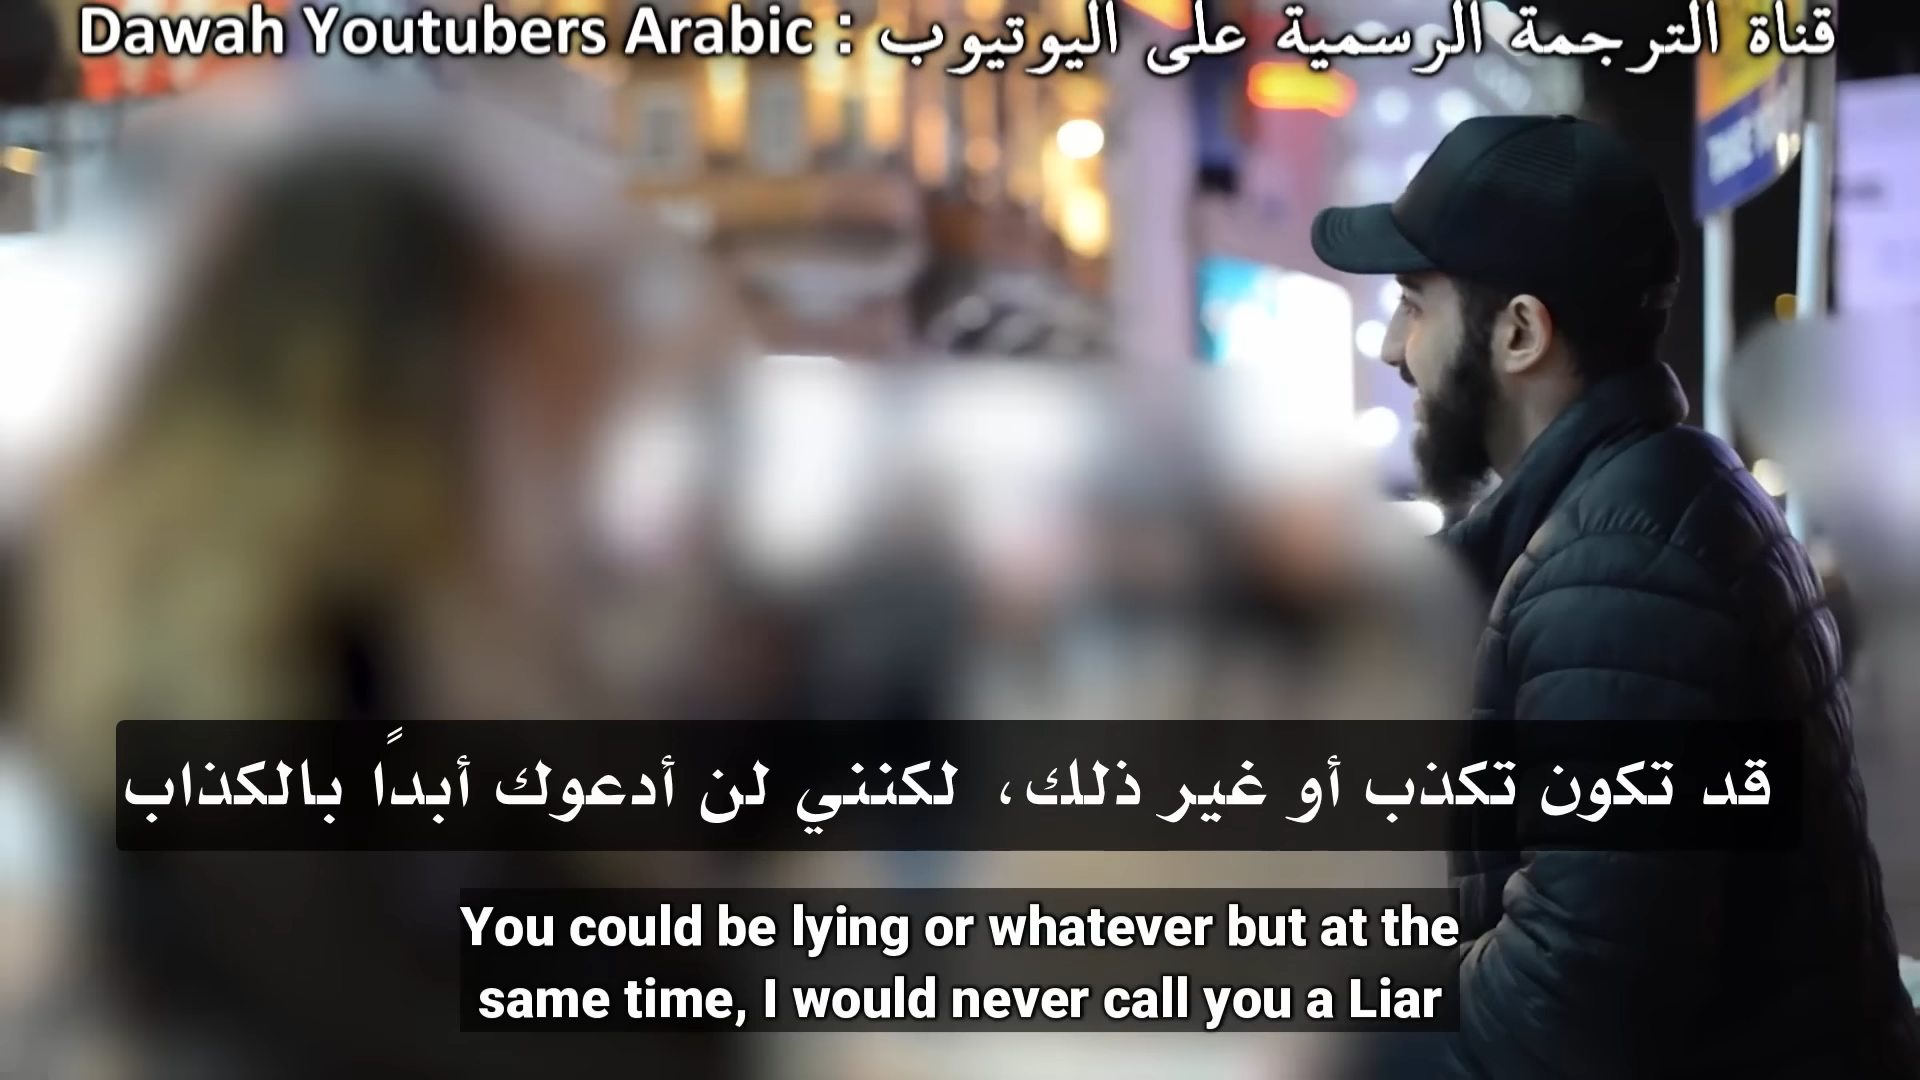 Dawah Youtubers Arabic : قناة الترجمة الرسمية على اليوتيوب
قد تكون تكذب أو غير ذلك، لكنني لن أدعوك أبداً بالكذاب
You could be lying or whatever but at the
same time, I would never call you a Liar